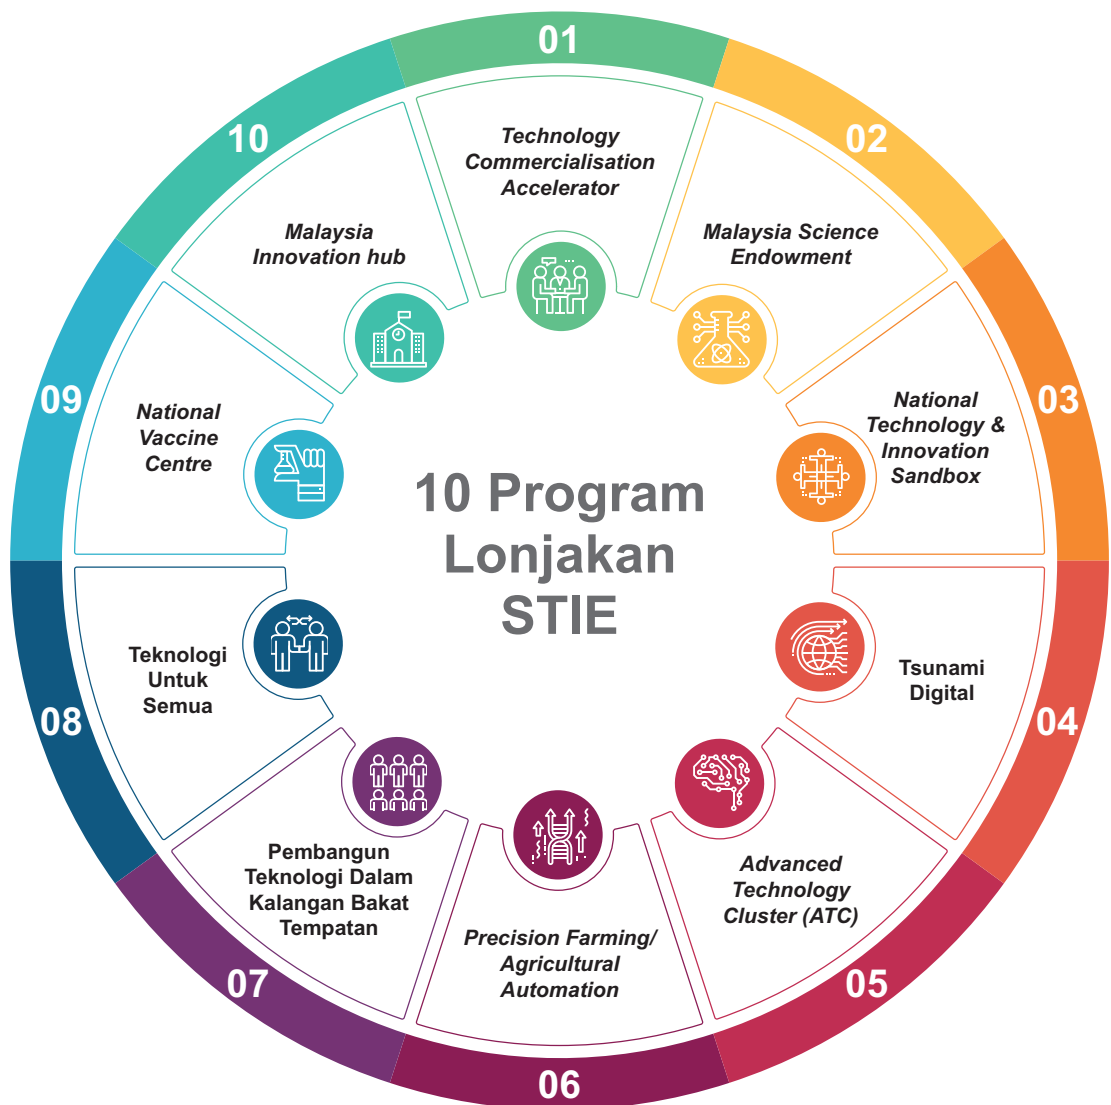 10 Program
Lonjakan
STIE
01
Technology
Commercialisation
Accelerator
02
Malaysia Science
Endowment
03
National
Technology &
Innovation
Sandbox
04
Tsunami
Digital
05
Advanced
Technology
Cluster (ATC)
06
Precision Farming/
Agricultural
Automation
07
Pembangun
Teknologi Dalam
Kalangan Bakat
Tempatan
08
Teknologi
Untuk
Semua
09
National
Vaccine
Centre
10
Malaysia
Innovation hub